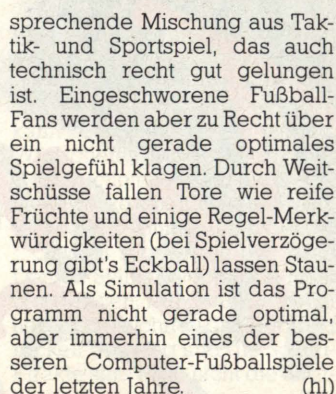 sprechende Mischung aus Tak-
tik- und Sportspiel, das auch
technisch recht gut gelungen
ist. Eingeschworene Fußball-
Fans werden aber zu Recht über
ein nicht gerade optimales
Spielgefühl klagen. Durch Weit-
schüsse fallen Tore wie reife
Früchte und einige Regel-Merk-
würdigkeiten (bei Spielverzöge-
rung gibt's Eckball) lassen Stau-
nen. Als Simulation ist das Pro-
gramm nicht gerade optimal,
aber immerhin eines der bes-
seren Computer-Fußballspiele
der letzten Jahre. (hl)